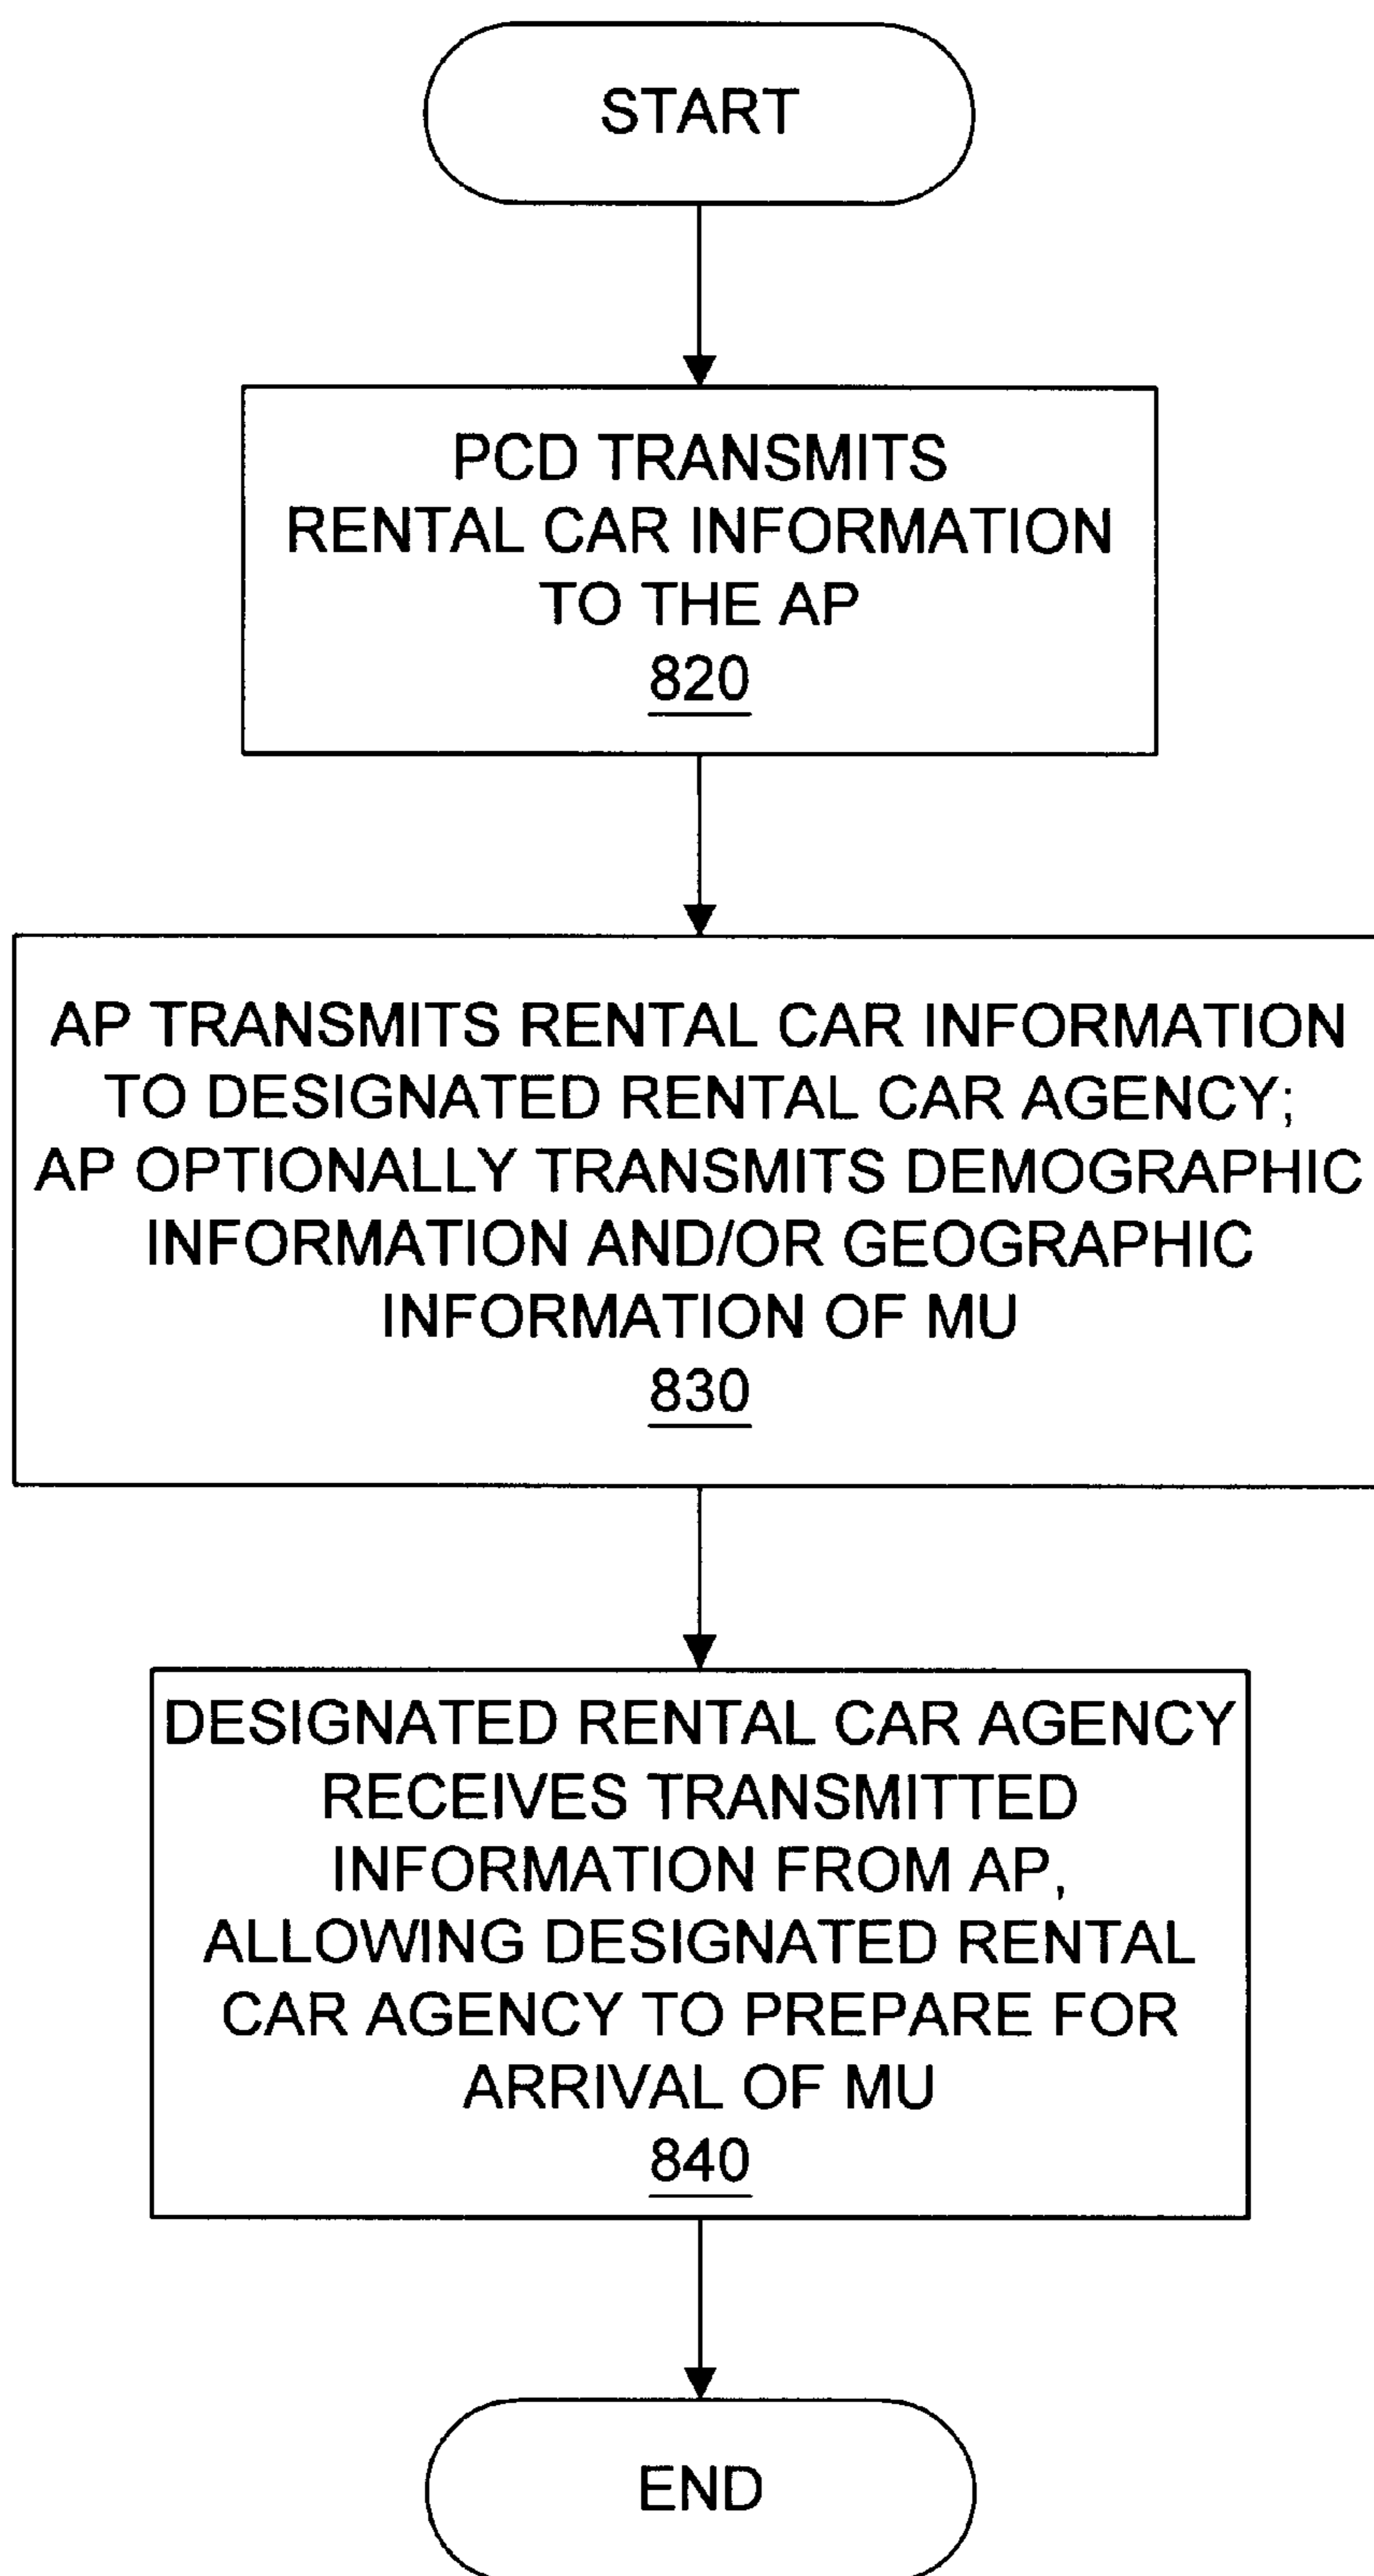 START
PCD TRANSMITS
RENTAL CAR INFORMATION
TO THE AP
820
AP TRANSMITS RENTAL CAR INFORMATION
TO DESIGNATED RENTAL CAR AGENCY;
AP OPTIONALLY TRANSMITS DEMOGRAPHIC
INFORMATION AND/OR GEOGRAPHIC
INFORMATION OF MU
830
DESIGNATED RENTAL CAR AGENCY
RECEIVES TRANSMITTED
INFORMATION FROM AP,
ALLOWING DESIGNATED RENTAL
CAR AGENCY TO PREPARE FOR
ARRIVAL OF MU
840
END